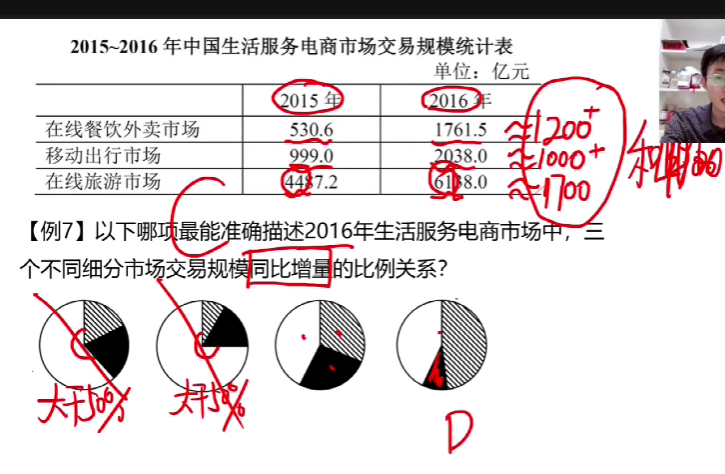 2015~2016 年中国生活服务电商市场交易规模统计表
单位：亿元
2015 年 2016 年
在线餐饮外卖市场 530.6 1761.5 ≈1200+
移动出行市场 999.0 2038.0 ≈1000+
在线旅游市场 4487.2 6138.0 ≈1700
C
【例7】以下哪项最能准确描述2016年生活服务电商市场中，三
个不同细分市场交易规模同比增量的比例关系？
大于50% 大于50%
D